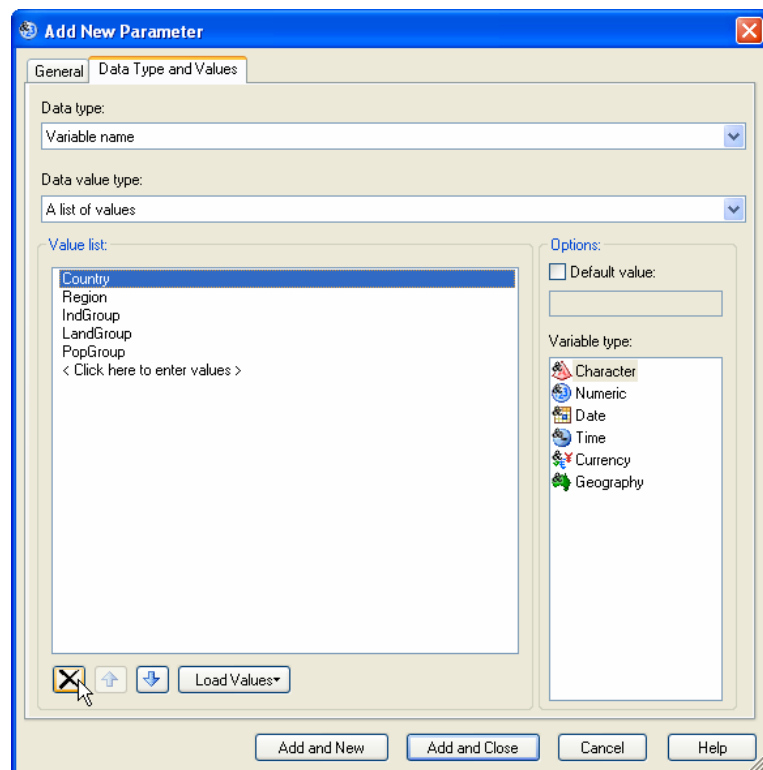 Add New Parameter
General Data Type and Values
Data type:
Variable name
Data value type:
A list of values
Value list:
Country
Region
IndGroup
LandGroup
PopGroup
< Click here to enter values >
Options:
Default value:
Variable type:
Character
Numeric
Date
Time
Currency
Geography
Load Values
Add and New Add and Close Cancel Help